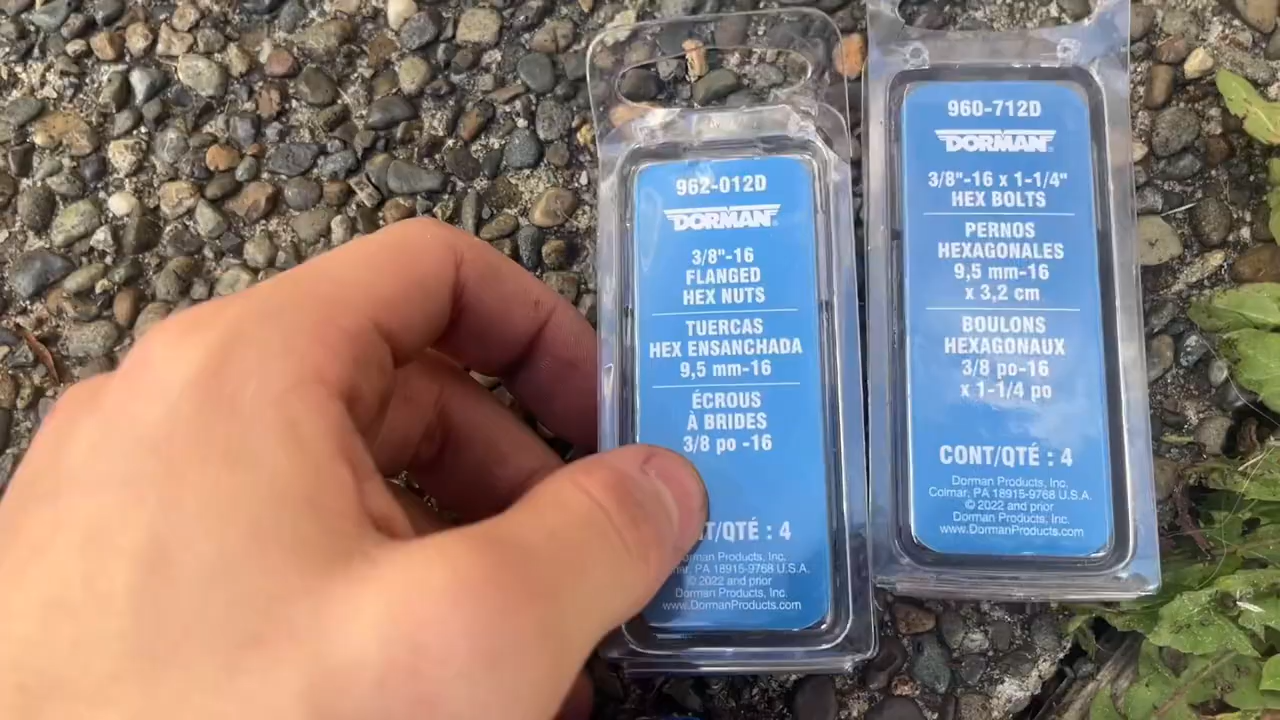 962-012D
DORMAN
3/8"-16
FLANGED
HEX NUTS
TUERCAS
HEX ENSANCHADA
9,5 mm-16
ÉCROUS
À BRIDES
3/8 po -16
/QTÉ : 4
Products, Inc.
PA 18915-9768 U.S.A.
© 2022 and prior
Dorman Products, Inc.
www.DormanProducts.com
960-712D
DORMAN
3/8"-16 x 1-1/4"
HEX BOLTS
PERNOS
HEXAGONALES
9,5 mm-16
x 3,2 cm
BOULONS
HEXAGONAUX
3/8 po-16
x 1-1/4 po
CONT/QTÉ : 4
Dorman Products, Inc.
Colmar, PA 18915-9768 U.S.A.
© 2022 and prior
Dorman Products, Inc.
www.DormanProducts.com